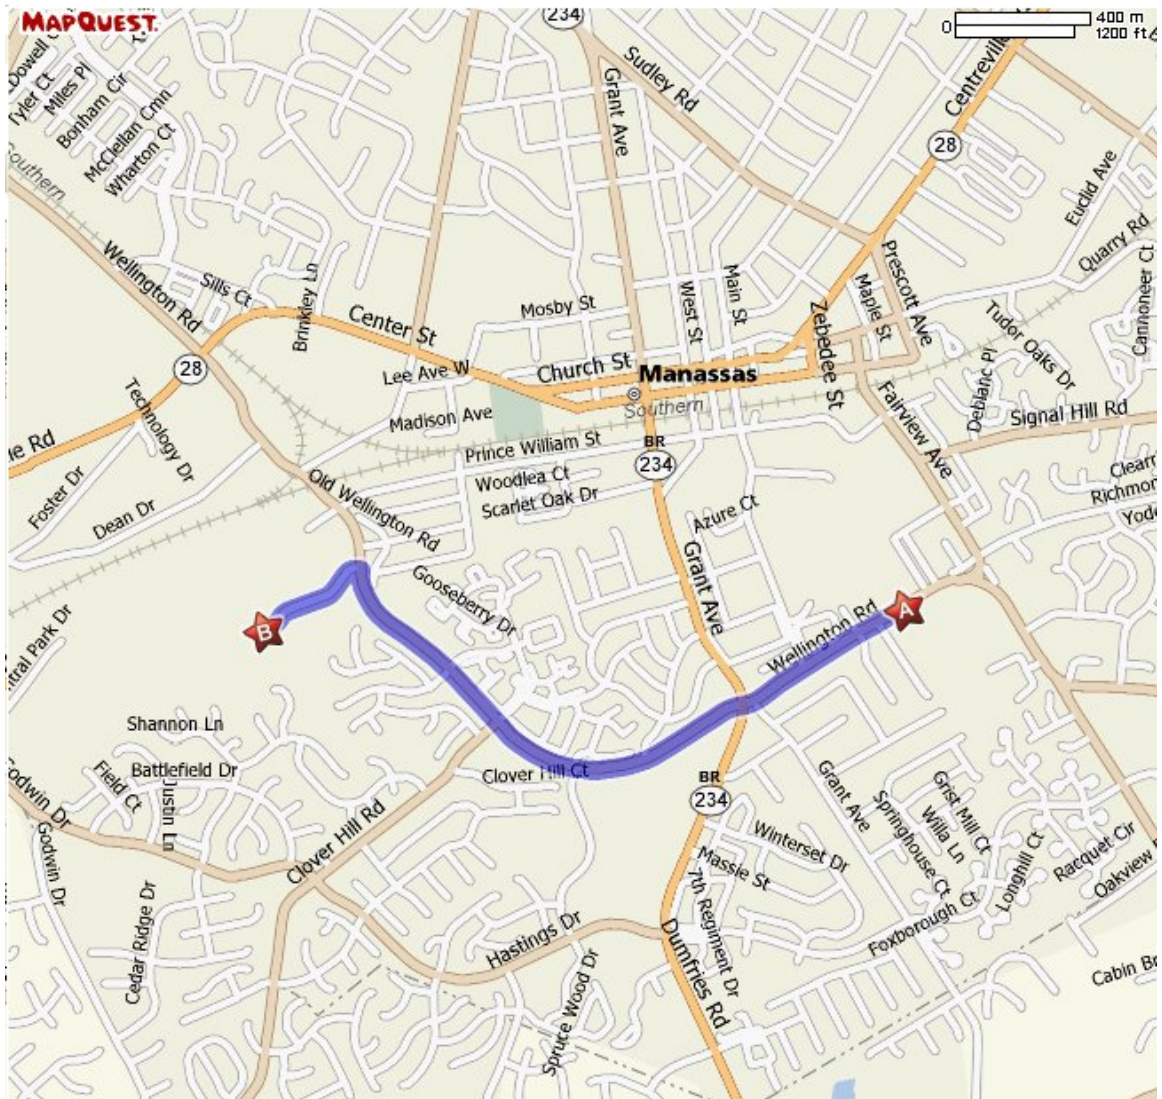 MAPQUEST.
234
0
400 m
1200 ft
Dowell
Tyler Ct
Miles Pl
Bonham Cir
McClellan Cmn
Wharton Ct
Southern
Sudley Rd
Grant Ave
Centreville
28
Euclid Ave
Quarry Rd
Cannoneer Ct
Wellington Rd
Sills Ct
Brinkley Ln
Center St
Mosby St
West St
Main St
Zebedee St
Maple St
Prescott Ave
Tudor Oaks Dr
Deblanc Pl
28
Lee Ave W
Church St
Manassas
Southern
Madison Ave
Prince William St
Fairview Ave
Signal Hill Rd
Technology Dr
Foster Dr
Dean Dr
Old Wellington Rd
Woodlea Ct
Scarlet Oak Dr
BR
234
Azure Ct
Grant Ave
Gooseberry Dr
Wellington Rd
A
B
Shannon Ln
Battlefield Dr
Field Ct
Justin Ln
Godwin Dr
Godwin Dr
Clover Hill Rd
Clover Hill Ct
BR
234
Grant Ave
Springhouse Ct
Willa Ln
Grist Mill Ct
Longhill Ct
Racquet Cir
Oakview
Winterset Dr
Massie St
7th Regiment Dr
Foxborough Ct
Cedar Ridge Dr
Hastings Dr
Spruce Wood Dr
Dumfries Rd
Cabin